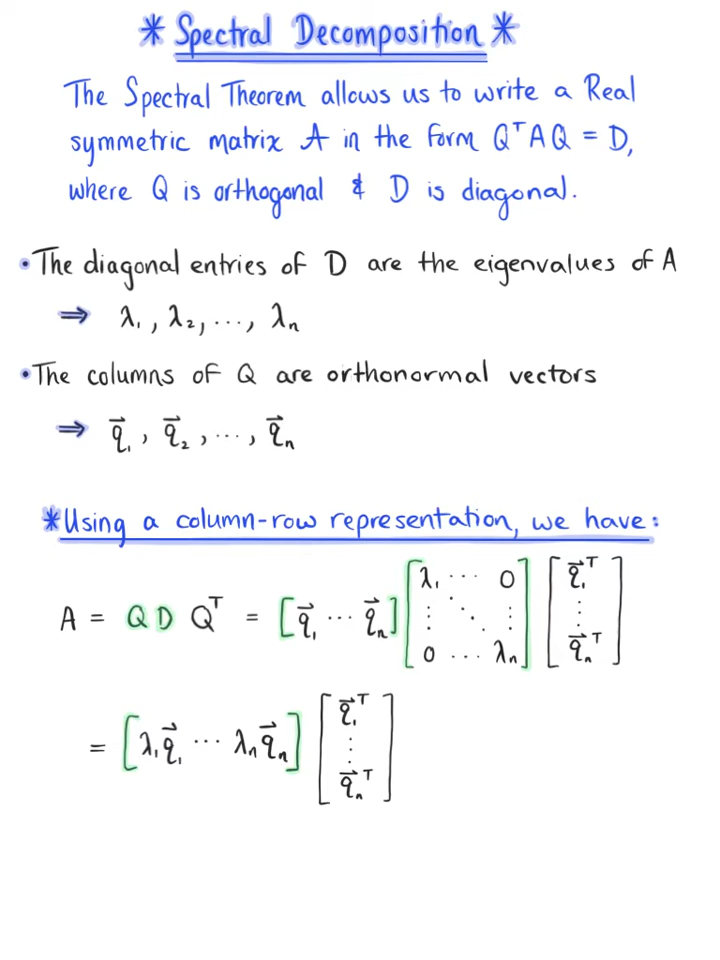 * Spectral Decomposition *
The Spectral Theorem allows us to write a Real
symmetric matrix A in the form QᵀAQ = D,
where Q is orthogonal & D is diagonal.
• The diagonal entries of D are the eigenvalues of A
⇒ λ₁, λ₂, ..., λₙ
• The columns of Q are orthonormal vectors
⇒ q⃗₁, q⃗₂, ..., q⃗ₙ
* Using a column-row representation, we have:
A = Q D Qᵀ = [q⃗₁ ··· q⃗ₙ] [λ₁ ··· 0 ⋮ ⋱ ⋮ 0 ··· λₙ] [q⃗₁ᵀ ⋮ q⃗ₙᵀ]
= [λ₁q⃗₁ ··· λₙq⃗ₙ] [q⃗₁ᵀ ⋮ q⃗ₙᵀ]